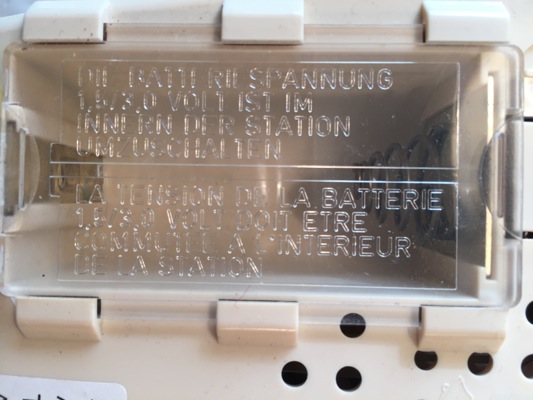 DIE BATTERIESPANNUNG
1,5/3,0 VOLT IST IM
INNERN DER STATION
UMZUSCHALTEN
LA TENSION DE LA BATTERIE
1,5/3,0 VOLT DOIT ETRE
COMMUTEE A L'INTERIEUR
DE LA STATION